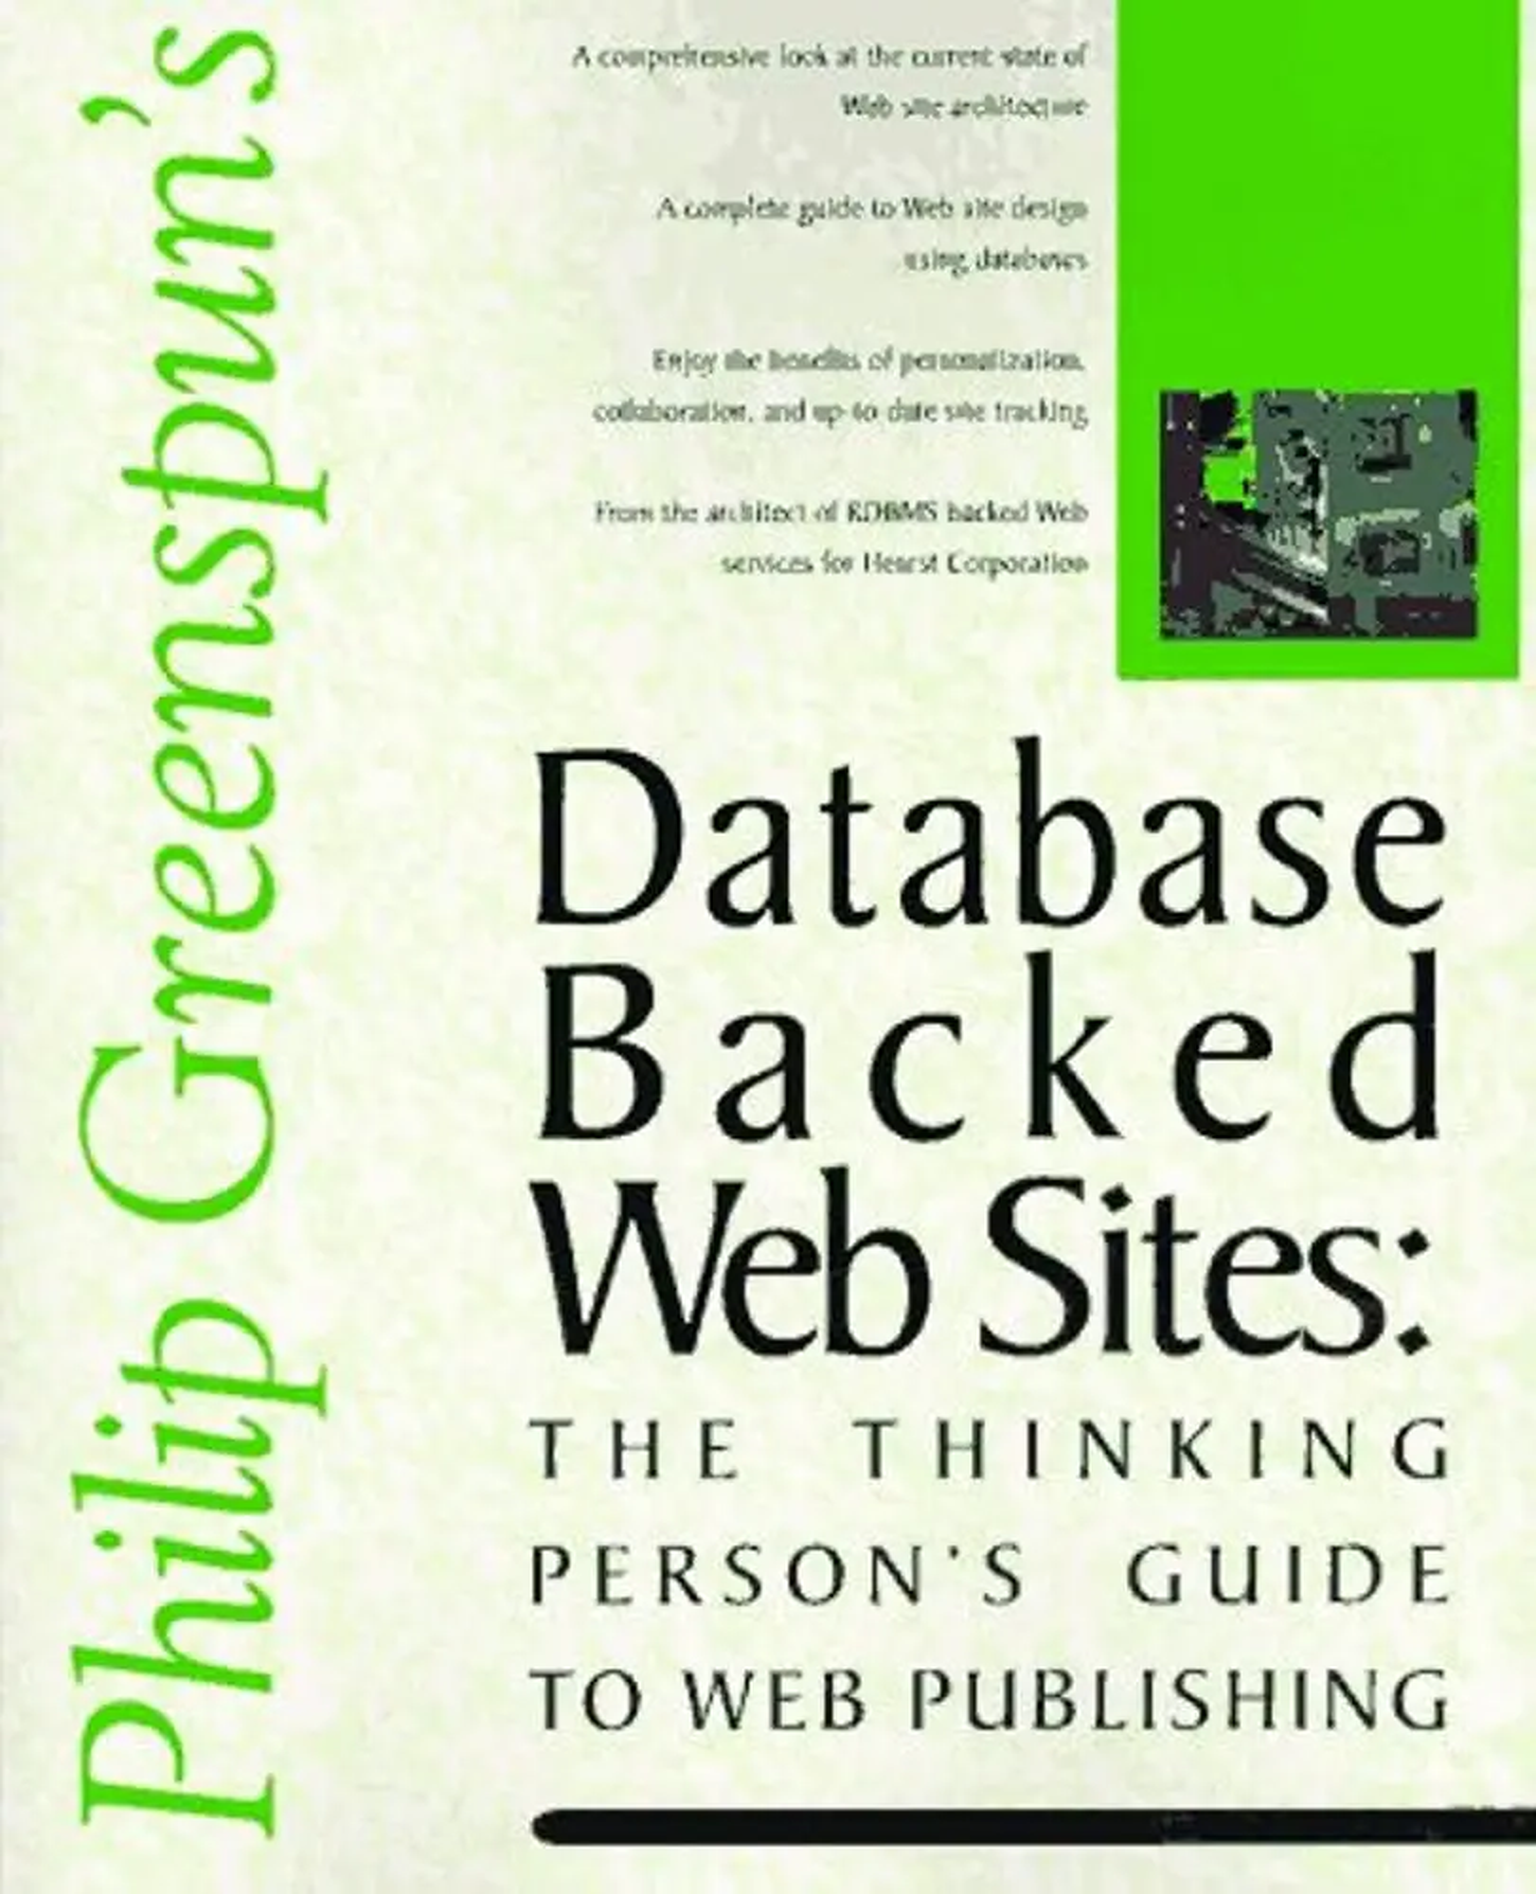 Philip Greenspun's
A comprehensive look at the current state of
Web site architecture
A complete guide to Web site design
using databases
Enjoy the benefits of personalization,
collaboration, and up-to-date site tracking
From the architect of RDBMS backed Web
services for Hearst Corporation
Database
Backed
Web Sites:
THE THINKING
PERSON'S GUIDE
TO WEB PUBLISHING